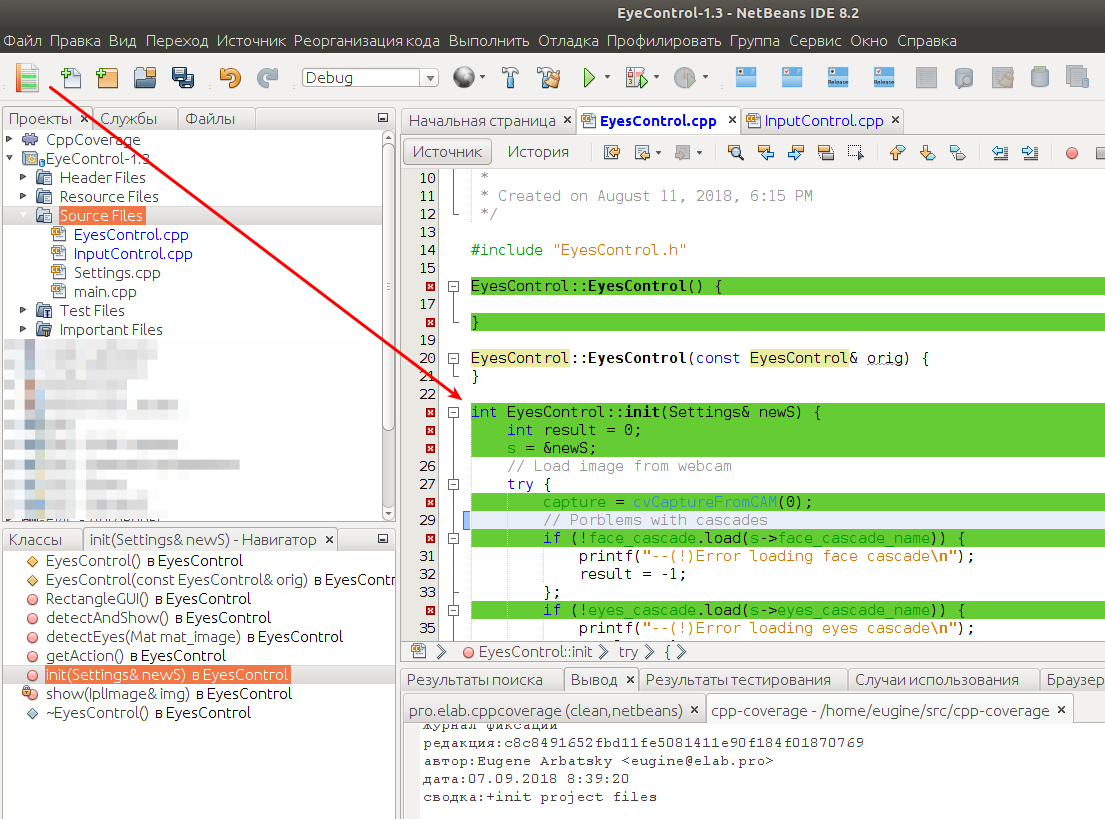 EyeControl-1.3 - NetBeans IDE 8.2
Файл Правка Вид Переход Источник Реорганизация кода Выполнить Отладка Профилировать Группа Сервис Окно Справка
Debug
Release
Release
Проекты Службы Файлы
CppCoverage
EyeControl-1.3
Header Files
Resource Files
Source Files
EyesControl.cpp
InputControl.cpp
Settings.cpp
main.cpp
Test Files
Important Files
Классы init(Settings& newS) - Навигатор
EyesControl() в EyesControl
EyesControl(const EyesControl& orig) в EyesContr
RectangleGUI() в EyesControl
detectAndShow() в EyesControl
detectEyes(Mat mat_image) в EyesControl
getAction() в EyesControl
init(Settings& newS) в EyesControl
show(IplImage& img) в EyesControl
~EyesControl() в EyesControl
Начальная страница EyesControl.cpp InputControl.cpp
Источник История
10 *
11 * Created on August 11, 2018, 6:15 PM
12 */
13
14 #include "EyesControl.h"
15
EyesControl::EyesControl() {
17
}
19
20 EyesControl::EyesControl(const EyesControl& orig) {
21 }
22
int EyesControl::init(Settings& newS) {
int result = 0;
s = &newS;
26 // Load image from webcam
27 try {
capture = cvCaptureFromCAM(0);
29 // Porblems with cascades
if (!face_cascade.load(s->face_cascade_name)) {
31 printf("--(!)Error loading face cascade\n");
32 result = -1;
33 };
if (!eyes_cascade.load(s->eyes_cascade_name)) {
35 printf("--(!)Error loading eyes cascade\n");
EyesControl::init try {
Результаты поиска Вывод Результаты тестирования Случаи использования Браузер
pro.elab.cppcoverage (clean,netbeans) cpp-coverage - /home/eugine/src/cpp-coverage
журнал фиксаций
редакция:c8c8491652fbd11fe5081411e90f184f01870769
автор:Eugene Arbatsky <eugine@elab.pro>
дата:07.09.2018 8:39:20
сводка:+init project files